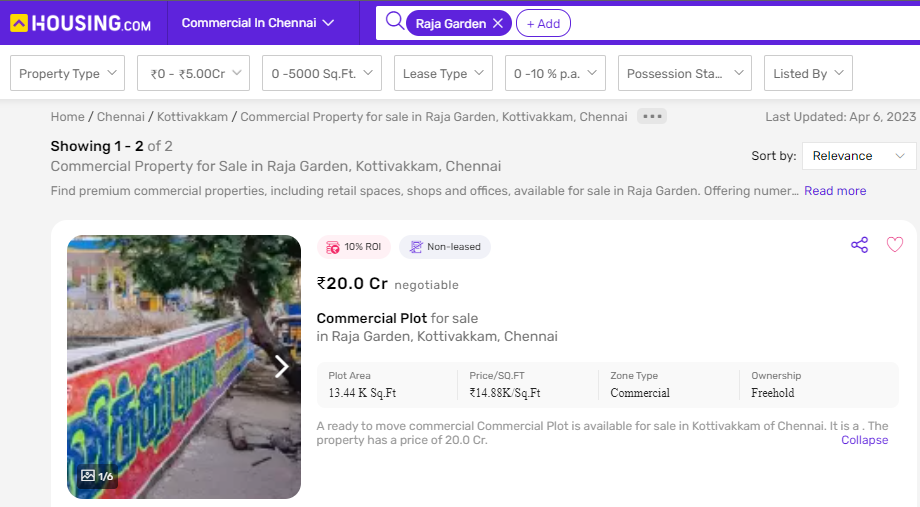 HOUSING.COM
Commercial In Chennai
Raja Garden
+ Add
Property Type
₹0 - ₹5.00Cr
0 -5000 Sq.Ft.
Lease Type
0 -10 % p.a.
Possession Sta...
Listed By
Home / Chennai / Kottivakkam / Commercial Property for sale in Raja Garden, Kottivakkam, Chennai
Last Updated: Apr 6, 2023
Showing 1 - 2 of 2
Commercial Property for Sale in Raja Garden, Kottivakkam, Chennai
Sort by: Relevance
Find premium commercial properties, including retail spaces, shops and offices, available for sale in Raja Garden. Offering numer... Read more
10% ROI
Non-leased
₹20.0 Cr negotiable
Commercial Plot for sale
in Raja Garden, Kottivakkam, Chennai
Plot Area
13.44 K Sq.Ft
Price/SQ.FT
₹14.88K/Sq.Ft
Zone Type
Commercial
Ownership
Freehold
A ready to move commercial Commercial Plot is available for sale in Kottivakkam of Chennai. It is a . The
property has a price of 20.0 Cr.
Collapse
1/6